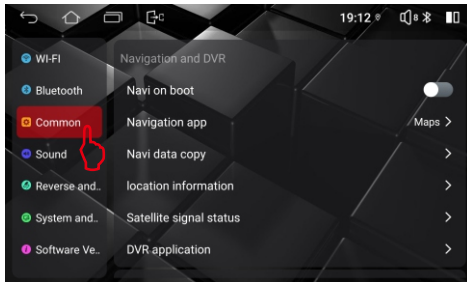 19:12
8
WI-FI
Bluetooth
Common
Sound
Reverse and..
System and..
Software Ve..
Navigation and DVR
Navi on boot
Navigation app
Maps
Navi data copy
location information
Satellite signal status
DVR application